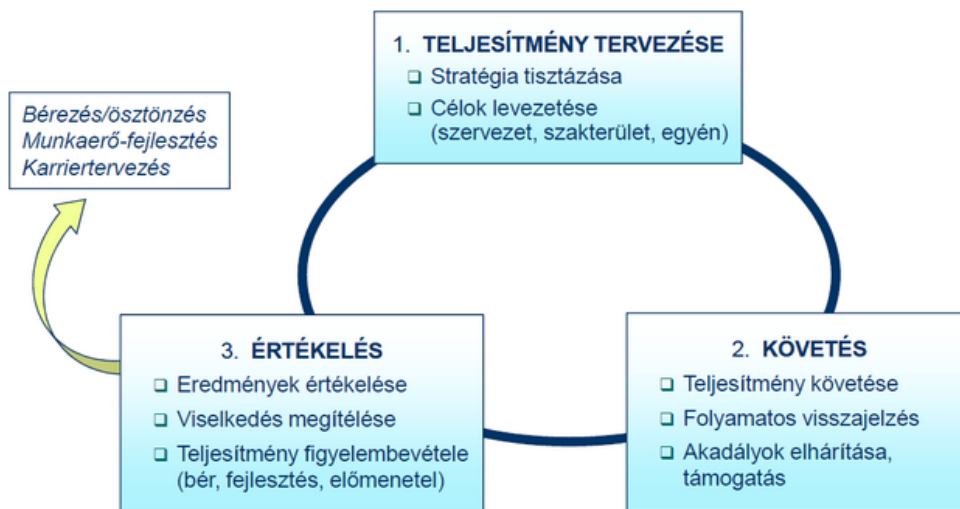 1. TELJESÍTMÉNY TERVEZÉSE
Stratégia tisztázása
Célok levezetése
(szervezet, szakterület, egyén)
Bérezés/ösztönzés
Munkaerő-fejlesztés
Karriertervezés
3. ÉRTÉKELÉS
Eredmények értékelése
Viselkedés megítélése
Teljesítmény figyelembevétele
(bér, fejlesztés, előmenetel)
2. KÖVETÉS
Teljesítmény követése
Folyamatos visszajelzés
Akadályok elhárítása,
támogatás